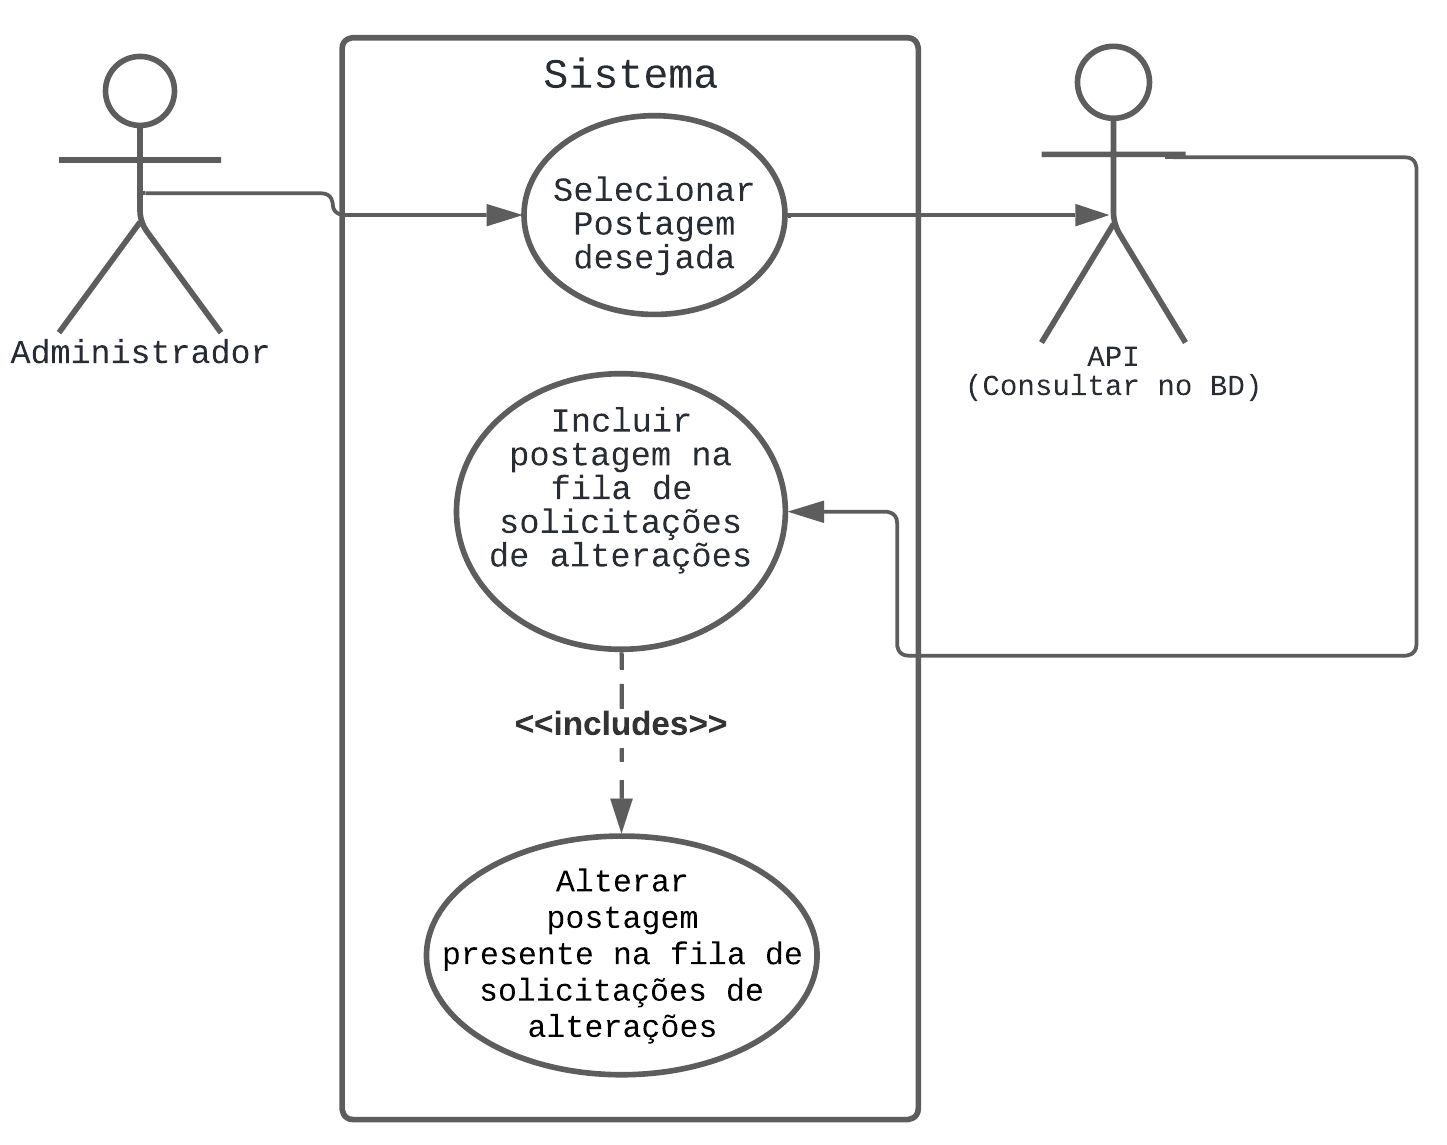 Sistema
Administrador
Selecionar
Postagem
desejada
API
(Consultar no BD)
Incluir
postagem na
fila de
solicitações
de alterações
<<includes>>
Alterar
postagem
presente na fila de
solicitações de
alterações